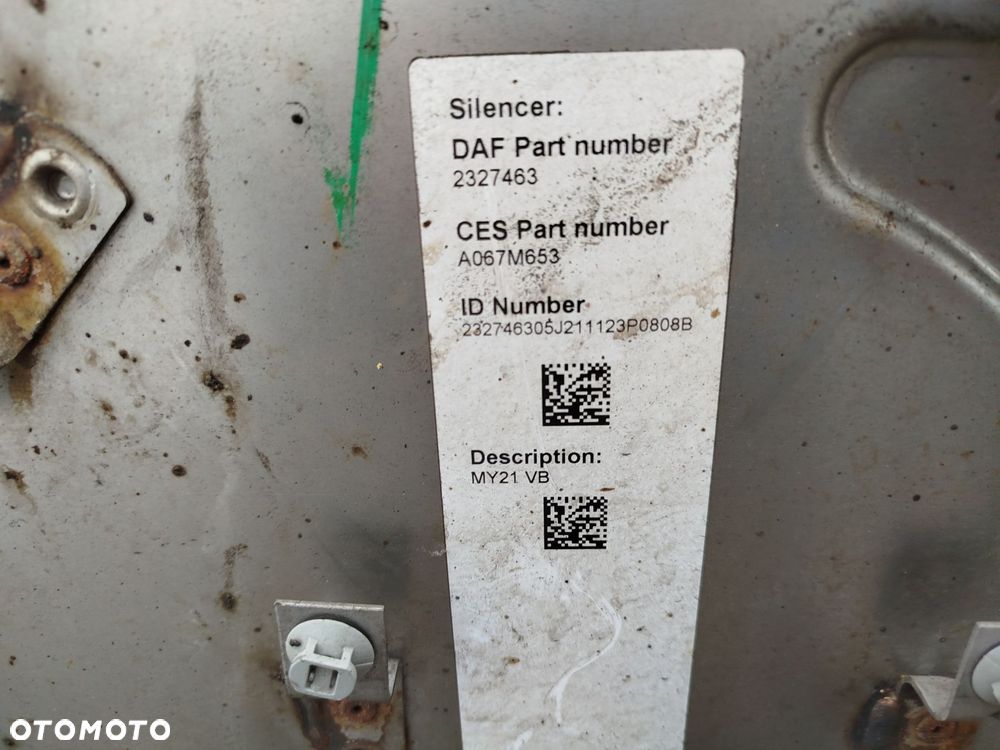 Silencer:
DAF Part number
2327463
CES Part number
A067M653
ID Number
232746305J211123P0808B
Description:
MY21 VB
OTOMOTO